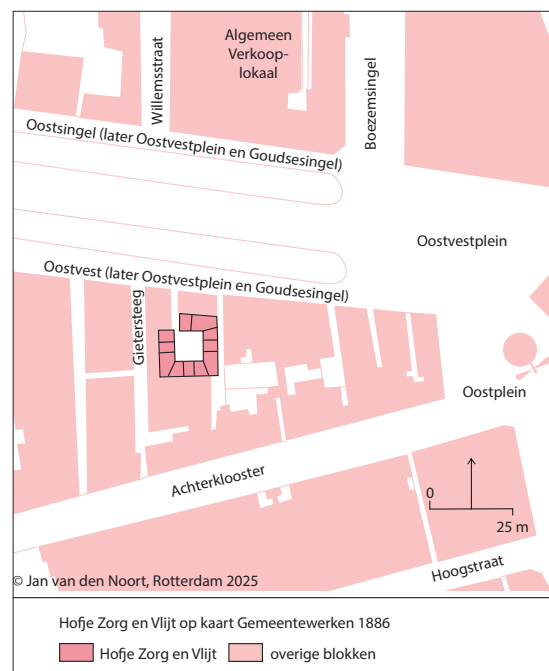 Algemeen
Verkoop-
lokaal
Willemsstraat
Boezemsingel
Oostsingel (later Oostvestplein en Goudsesingel)
Oostvestplein
Oostvest (later Oostvestplein en Goudsesingel)
Gietersteeg
Oostplein
Achterklooster
0
25 m
Hoogstraat
© Jan van den Noort, Rotterdam 2025
Hofje Zorg en Vlijt op kaart Gemeentewerken 1886
Hofje Zorg en Vlijt
overige blokken